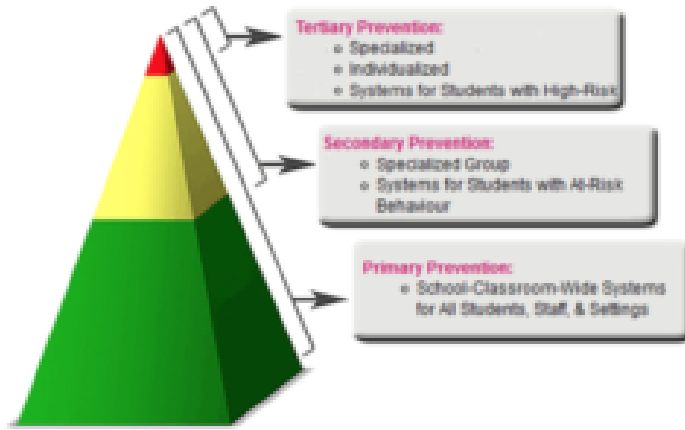 Tertiary Prevention:
Specialized
Individualized
Systems for Students with High-Risk
Secondary Prevention:
Specialized Group
Systems for Students with At-Risk
Behaviour
Primary Prevention:
School-Classroom-Wide Systems
for All Students, Staff, & Settings